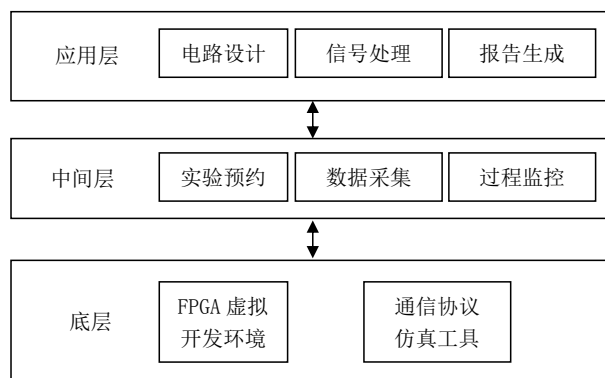 应用层
电路设计
信号处理
报告生成
中间层
实验预约
数据采集
过程监控
底层
FPGA 虚拟
开发环境
通信协议
仿真工具